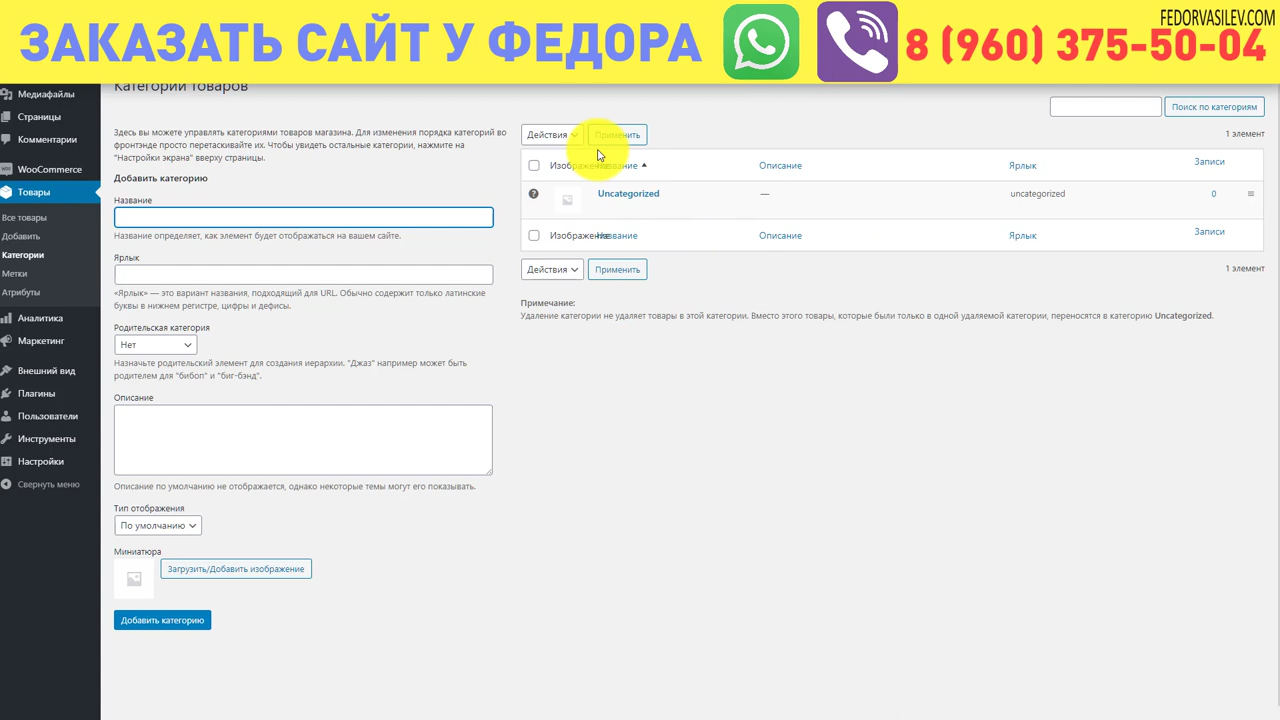 FEDORVASILEV.COM
ЗАКАЗАТЬ САЙТ У ФЕДОРА
8 (960) 375-50-04
Медиафайлы
Страницы
Комментарии
WooCommerce
Товары
Все товары
Добавить
Категории
Метки
Атрибуты
Аналитика
Маркетинг
Внешний вид
Плагины
Пользователи
Инструменты
Настройки
Свернуть меню
Категории товаров
Здесь вы можете управлять категориями товаров магазина. Для изменения порядка категорий во
фронтэнде просто перетаскивайте их. Чтобы увидеть остальные категории, нажмите на
"Настройки экрана" вверху страницы.
Добавить категорию
Название
Название определяет, как элемент будет отображаться на вашем сайте.
Ярлык
«Ярлык» — это вариант названия, подходящий для URL. Обычно содержит только латинские
буквы в нижнем регистре, цифры и дефисы.
Родительская категория
Нет
Назначьте родительский элемент для создания иерархии. "Джаз" например может быть
родителем для "бибоп" и "биг-бэнд".
Описание
Описание по умолчанию не отображается, однако некоторые темы могут его показывать.
Тип отображения
По умолчанию
Миниатюра
Загрузить/Добавить изображение
Добавить категорию
Поиск по категориям
Действия Применить 1 элемент
Изображение Название Описание Ярлык Записи
Uncategorized — uncategorized 0
Изображение Название Описание Ярлык Записи
Действия Применить 1 элемент
Примечание:
Удаление категории не удаляет товары в этой категории. Вместо этого товары, которые были только в одной удаляемой категории, переносятся в категорию Uncategorized.